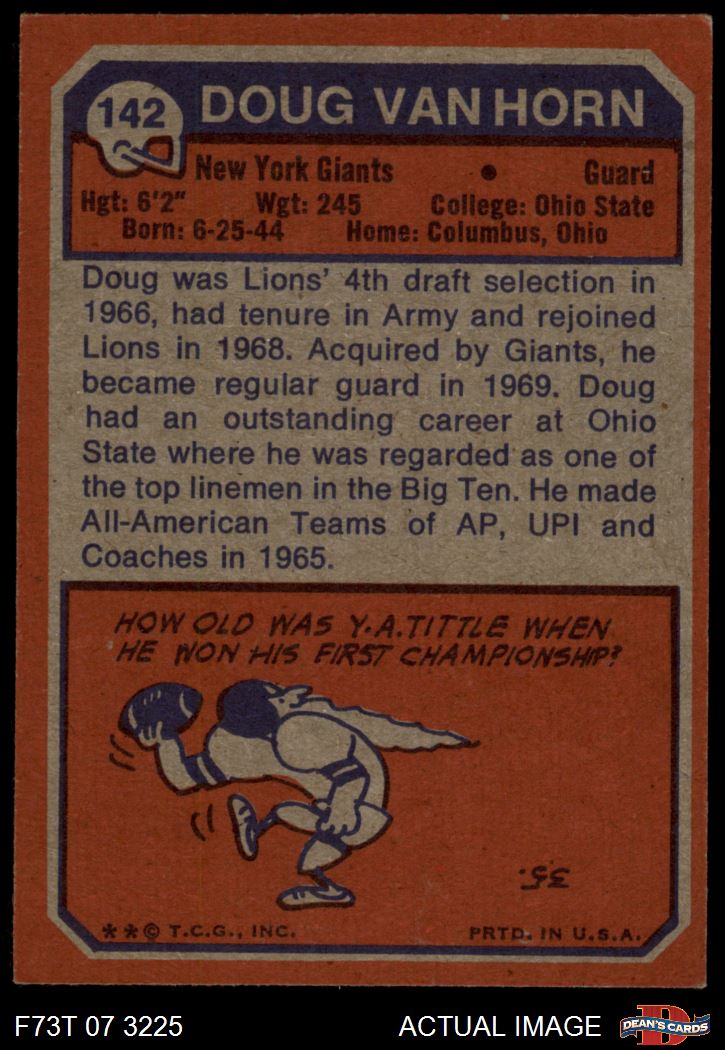 142 DOUG VAN HORN
New York Giants • Guard
Hgt: 6'2" Wgt: 245 College: Ohio State
Born: 6-25-44 Home: Columbus, Ohio
Doug was Lions' 4th draft selection in
1966, had tenure in Army and rejoined
Lions in 1968. Acquired by Giants, he
became regular guard in 1969. Doug
had an outstanding career at Ohio
State where he was regarded as one of
the top linemen in the Big Ten. He made
All-American Teams of AP, UPI and
Coaches in 1965.
HOW OLD WAS Y.A.TITTLE WHEN
HE WON HIS FIRST CHAMPIONSHIP?
35.
* * © T.C.G., INC. PRTD. IN U.S.A.
F73T 07 3225 ACTUAL IMAGE D DEAN'S CARDS